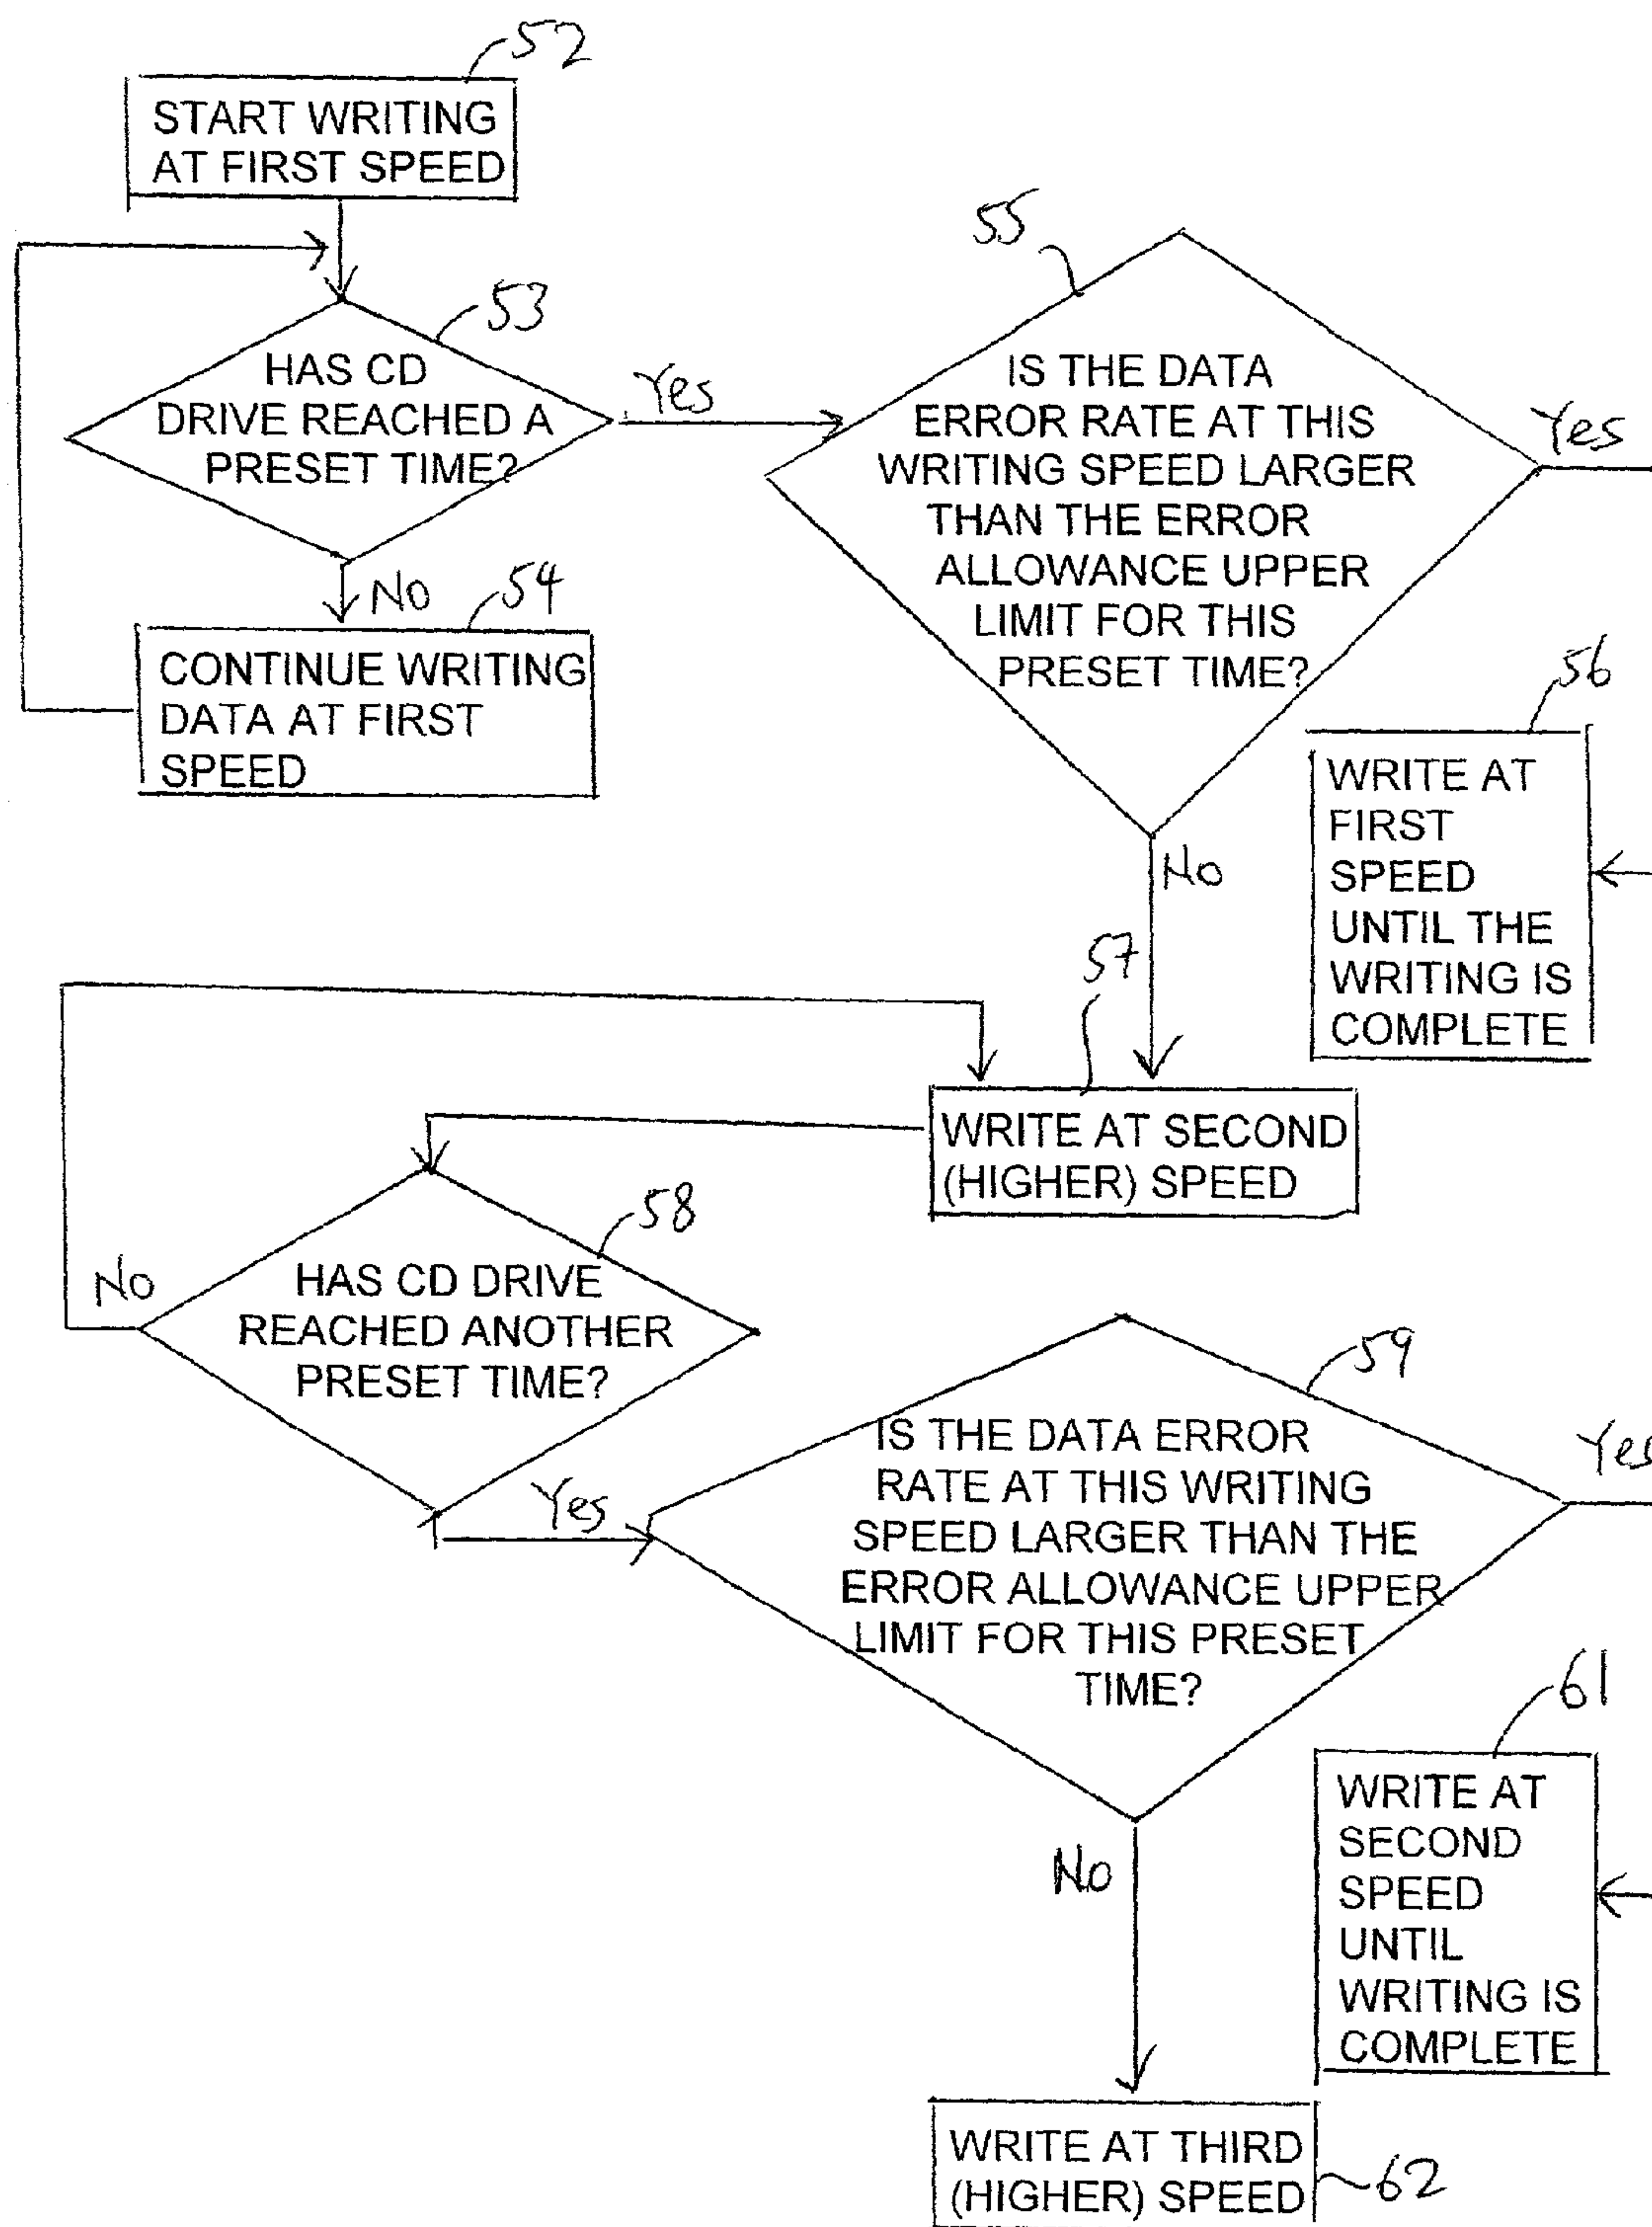 52
START WRITING
AT FIRST SPEED
53
HAS CD
DRIVE REACHED A
PRESET TIME?
Yes
No
54
CONTINUE WRITING
DATA AT FIRST
SPEED
55
IS THE DATA
ERROR RATE AT THIS
WRITING SPEED LARGER
THAN THE ERROR
ALLOWANCE UPPER
LIMIT FOR THIS
PRESET TIME?
Yes
No
56
WRITE AT
FIRST
SPEED
UNTIL THE
WRITING IS
COMPLETE
57
WRITE AT SECOND
(HIGHER) SPEED
58
HAS CD DRIVE
REACHED ANOTHER
PRESET TIME?
No
Yes
59
IS THE DATA ERROR
RATE AT THIS WRITING
SPEED LARGER THAN THE
ERROR ALLOWANCE UPPER
LIMIT FOR THIS PRESET
TIME?
Yes
No
61
WRITE AT
SECOND
SPEED
UNTIL
WRITING IS
COMPLETE
WRITE AT THIRD
(HIGHER) SPEED
62